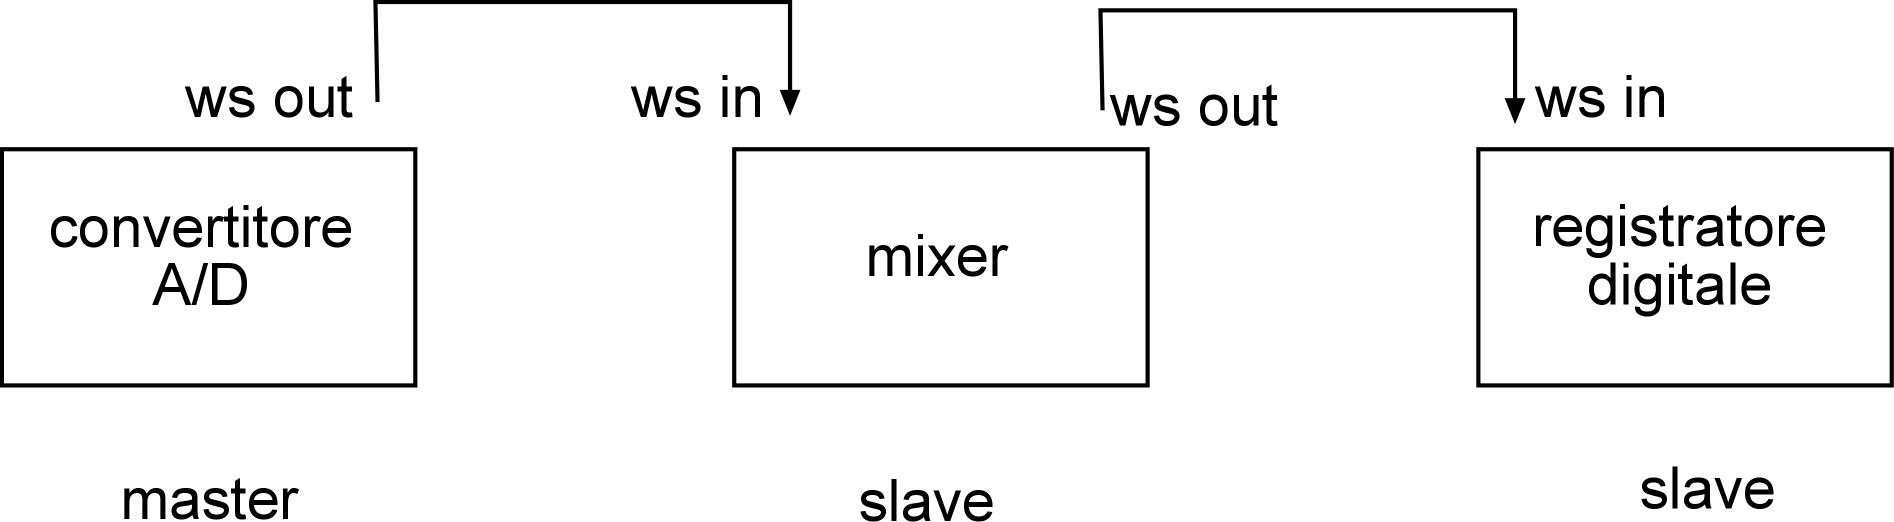 ws out
ws in
ws out
ws in
convertitore
A/D
mixer
registratore
digitale
master
slave
slave